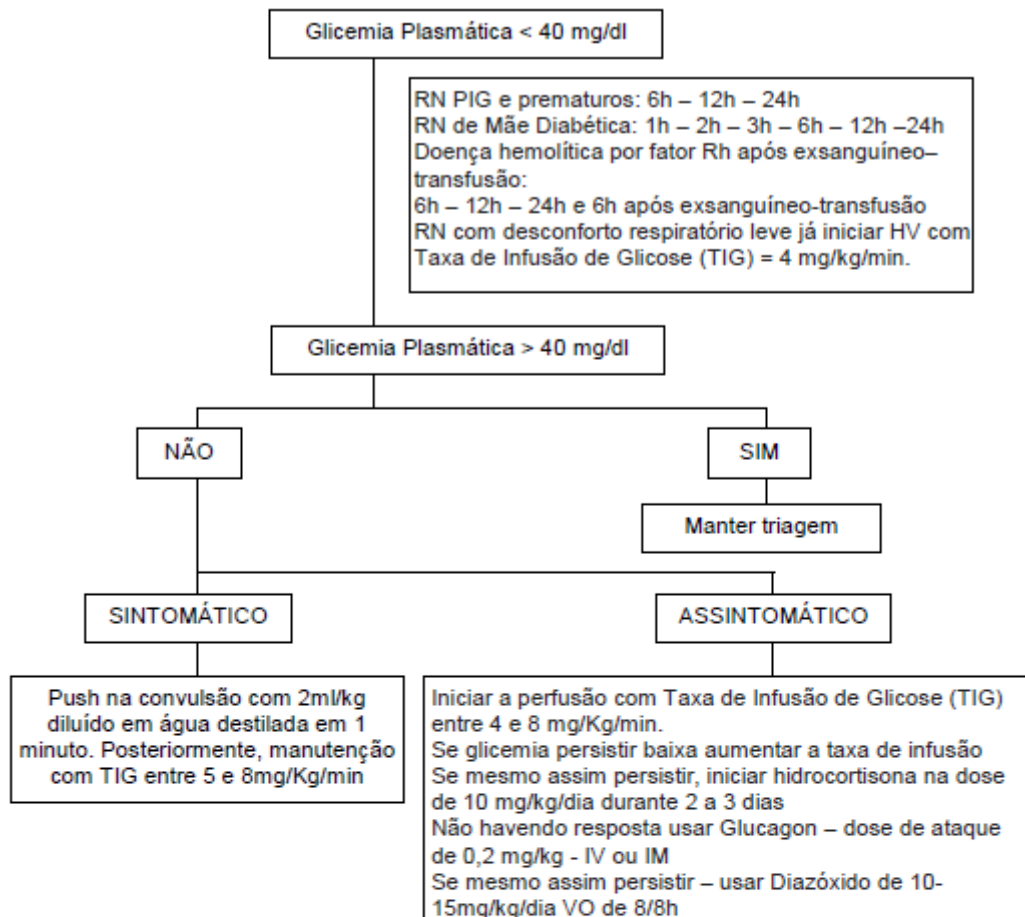 Glicemia Plasmática < 40 mg/dl
RN PIG e prematuros: 6h – 12h – 24h
RN de Mãe Diabética: 1h – 2h – 3h – 6h – 12h –24h
Doença hemolítica por fator Rh após exsanguíneo–
transfusão:
6h – 12h – 24h e 6h após exsanguíneo-transfusão
RN com desconforto respiratório leve já iniciar HV com
Taxa de Infusão de Glicose (TIG) = 4 mg/kg/min.
Glicemia Plasmática > 40 mg/dl
NÃO
SIM
Manter triagem
SINTOMÁTICO
ASSINTOMÁTICO
Push na convulsão com 2ml/kg
diluído em água destilada em 1
minuto. Posteriormente, manutenção
com TIG entre 5 e 8mg/Kg/min
Iniciar a perfusão com Taxa de Infusão de Glicose (TIG)
entre 4 e 8 mg/Kg/min.
Se glicemia persistir baixa aumentar a taxa de infusão
Se mesmo assim persistir, iniciar hidrocortisona na dose
de 10 mg/kg/dia durante 2 a 3 dias
Não havendo resposta usar Glucagon – dose de ataque
de 0,2 mg/kg - IV ou IM
Se mesmo assim persistir – usar Diazóxido de 10-
15mg/kg/dia VO de 8/8h